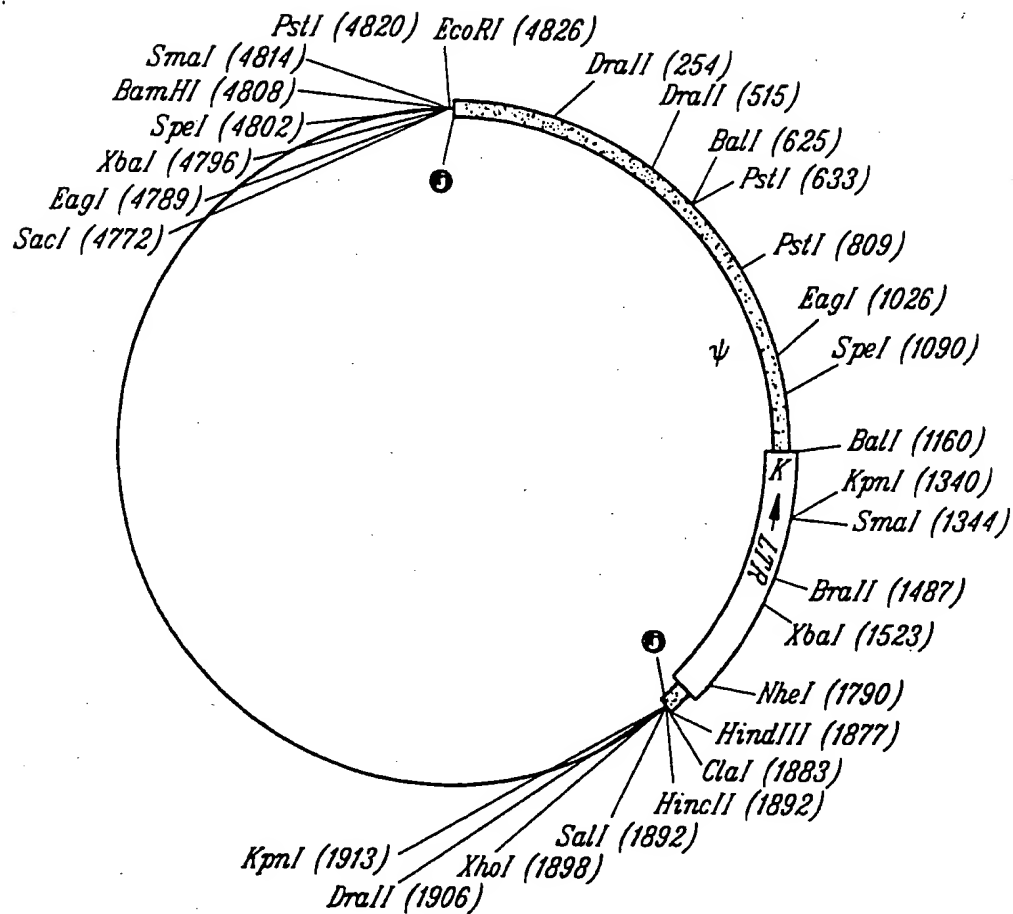 PstI (4820) EcoRI (4826)
SmaI (4814)
BamHI (4808)
SpeI (4802)
XbaI (4796)
EagI (4789)
SacI (4772)
DraII (254)
DraII (515)
BalI (625)
PstI (633)
PstI (809)
EagI (1026)
ψ
SpeI (1090)
BalI (1160)
K
KpnI (1340)
SmaI (1344)
LTR
BraII (1487)
XbaI (1523)
J
J
NheI (1790)
HindIII (1877)
ClaI (1883)
HincII (1892)
SalI (1892)
XhoI (1898)
KpnI (1913)
DraII (1906)